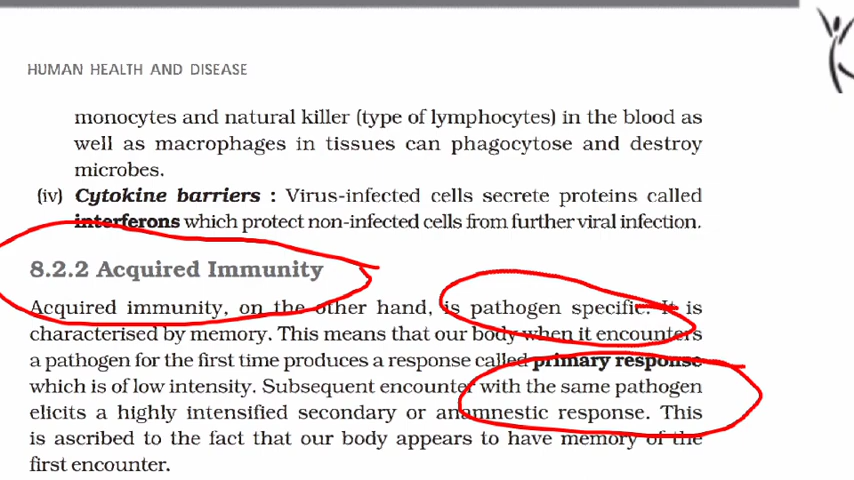 HUMAN HEALTH AND DISEASE
monocytes and natural killer (type of lymphocytes) in the blood as
well as macrophages in tissues can phagocytose and destroy
microbes.
(iv) Cytokine barriers : Virus-infected cells secrete proteins called
interferons which protect non-infected cells from further viral infection.
8.2.2 Acquired Immunity
Acquired immunity, on the other hand, is pathogen specific. It is
characterised by memory. This means that our body when it encounters
a pathogen for the first time produces a response called primary response
which is of low intensity. Subsequent encounter with the same pathogen
elicits a highly intensified secondary or anamnestic response. This
is ascribed to the fact that our body appears to have memory of the
first encounter.